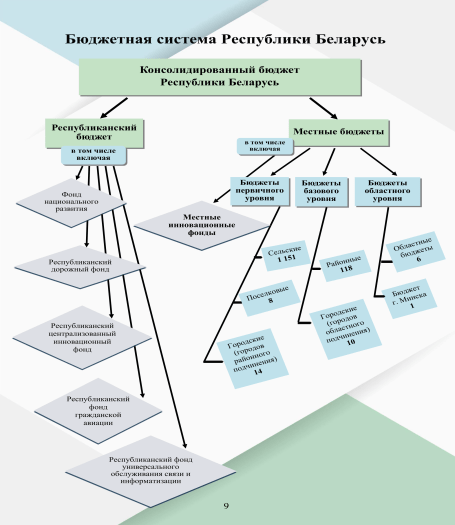 Бюджетная система Республики Беларусь
Консолидированный бюджет
Республики Беларусь
Республиканский
бюджет
в том числе
включая
Фонд
национального
развития
Республиканский
дорожный фонд
Республиканский
централизованный
инновационный
фонд
Республиканский
фонд
гражданской
авиации
Республиканский фонд
универсального
обслуживания связи и
информатизации
Местные бюджеты
в том числе
включая
Местные
инновационные
фонды
Бюджеты
первичного
уровня
Сельские
1 151
Поселковые
8
Городские
(городов
районного
подчинения)
14
Бюджеты
базового
уровня
Районные
118
Городские
(городов
областного
подчинения)
10
Бюджеты
областного
уровня
Областные
бюджеты
6
Бюджет
г. Минска
1
9